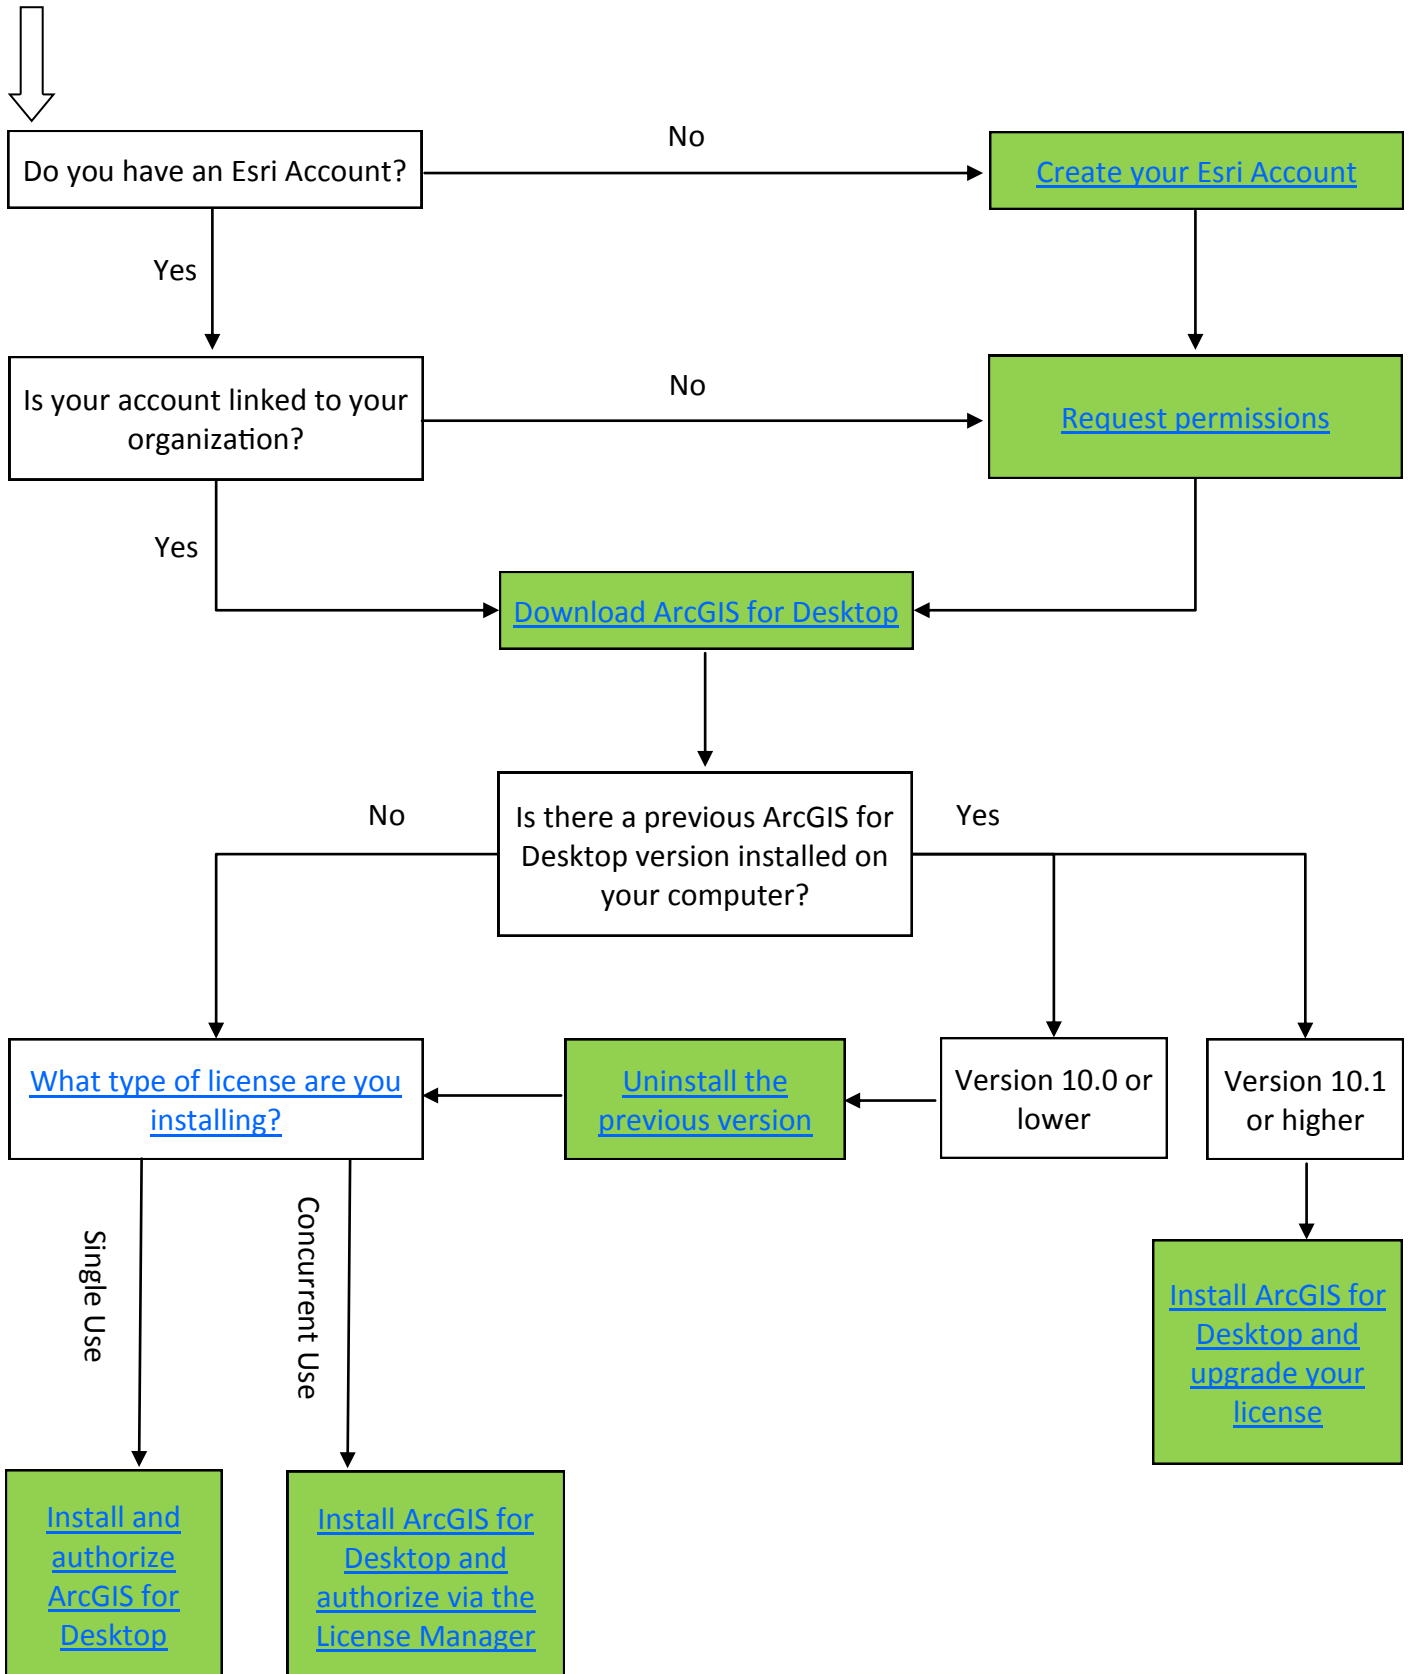 No
Do you have an Esri Account?
Create your Esri Account
Yes
Is your account linked to your
organization?
No
Request permissions
Yes
Download ArcGIS for Desktop
No
Is there a previous ArcGIS for
Desktop version installed on
your computer?
Yes
What type of license are you
installing?
Uninstall the
previous version
Version 10.0 or
lower
Version 10.1
or higher
Single Use
Concurrent Use
Install ArcGIS for
Desktop and
upgrade your
license
Install and
authorize
ArcGIS for
Desktop
Install ArcGIS for
Desktop and
authorize via the
License Manager